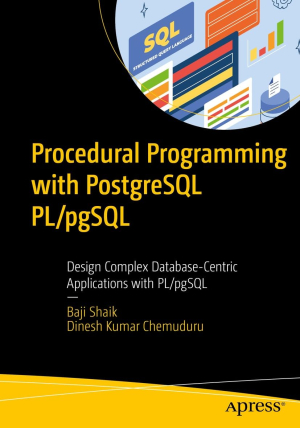 SQL
STRUCTURED QUERY LANGUAGE
Procedural Programming
with PostgreSQL
PL/pgSQL
Design Complex Database-Centric
Applications with PL/pgSQL
—
Baji Shaik
Dinesh Kumar Chemuduru
Apress®